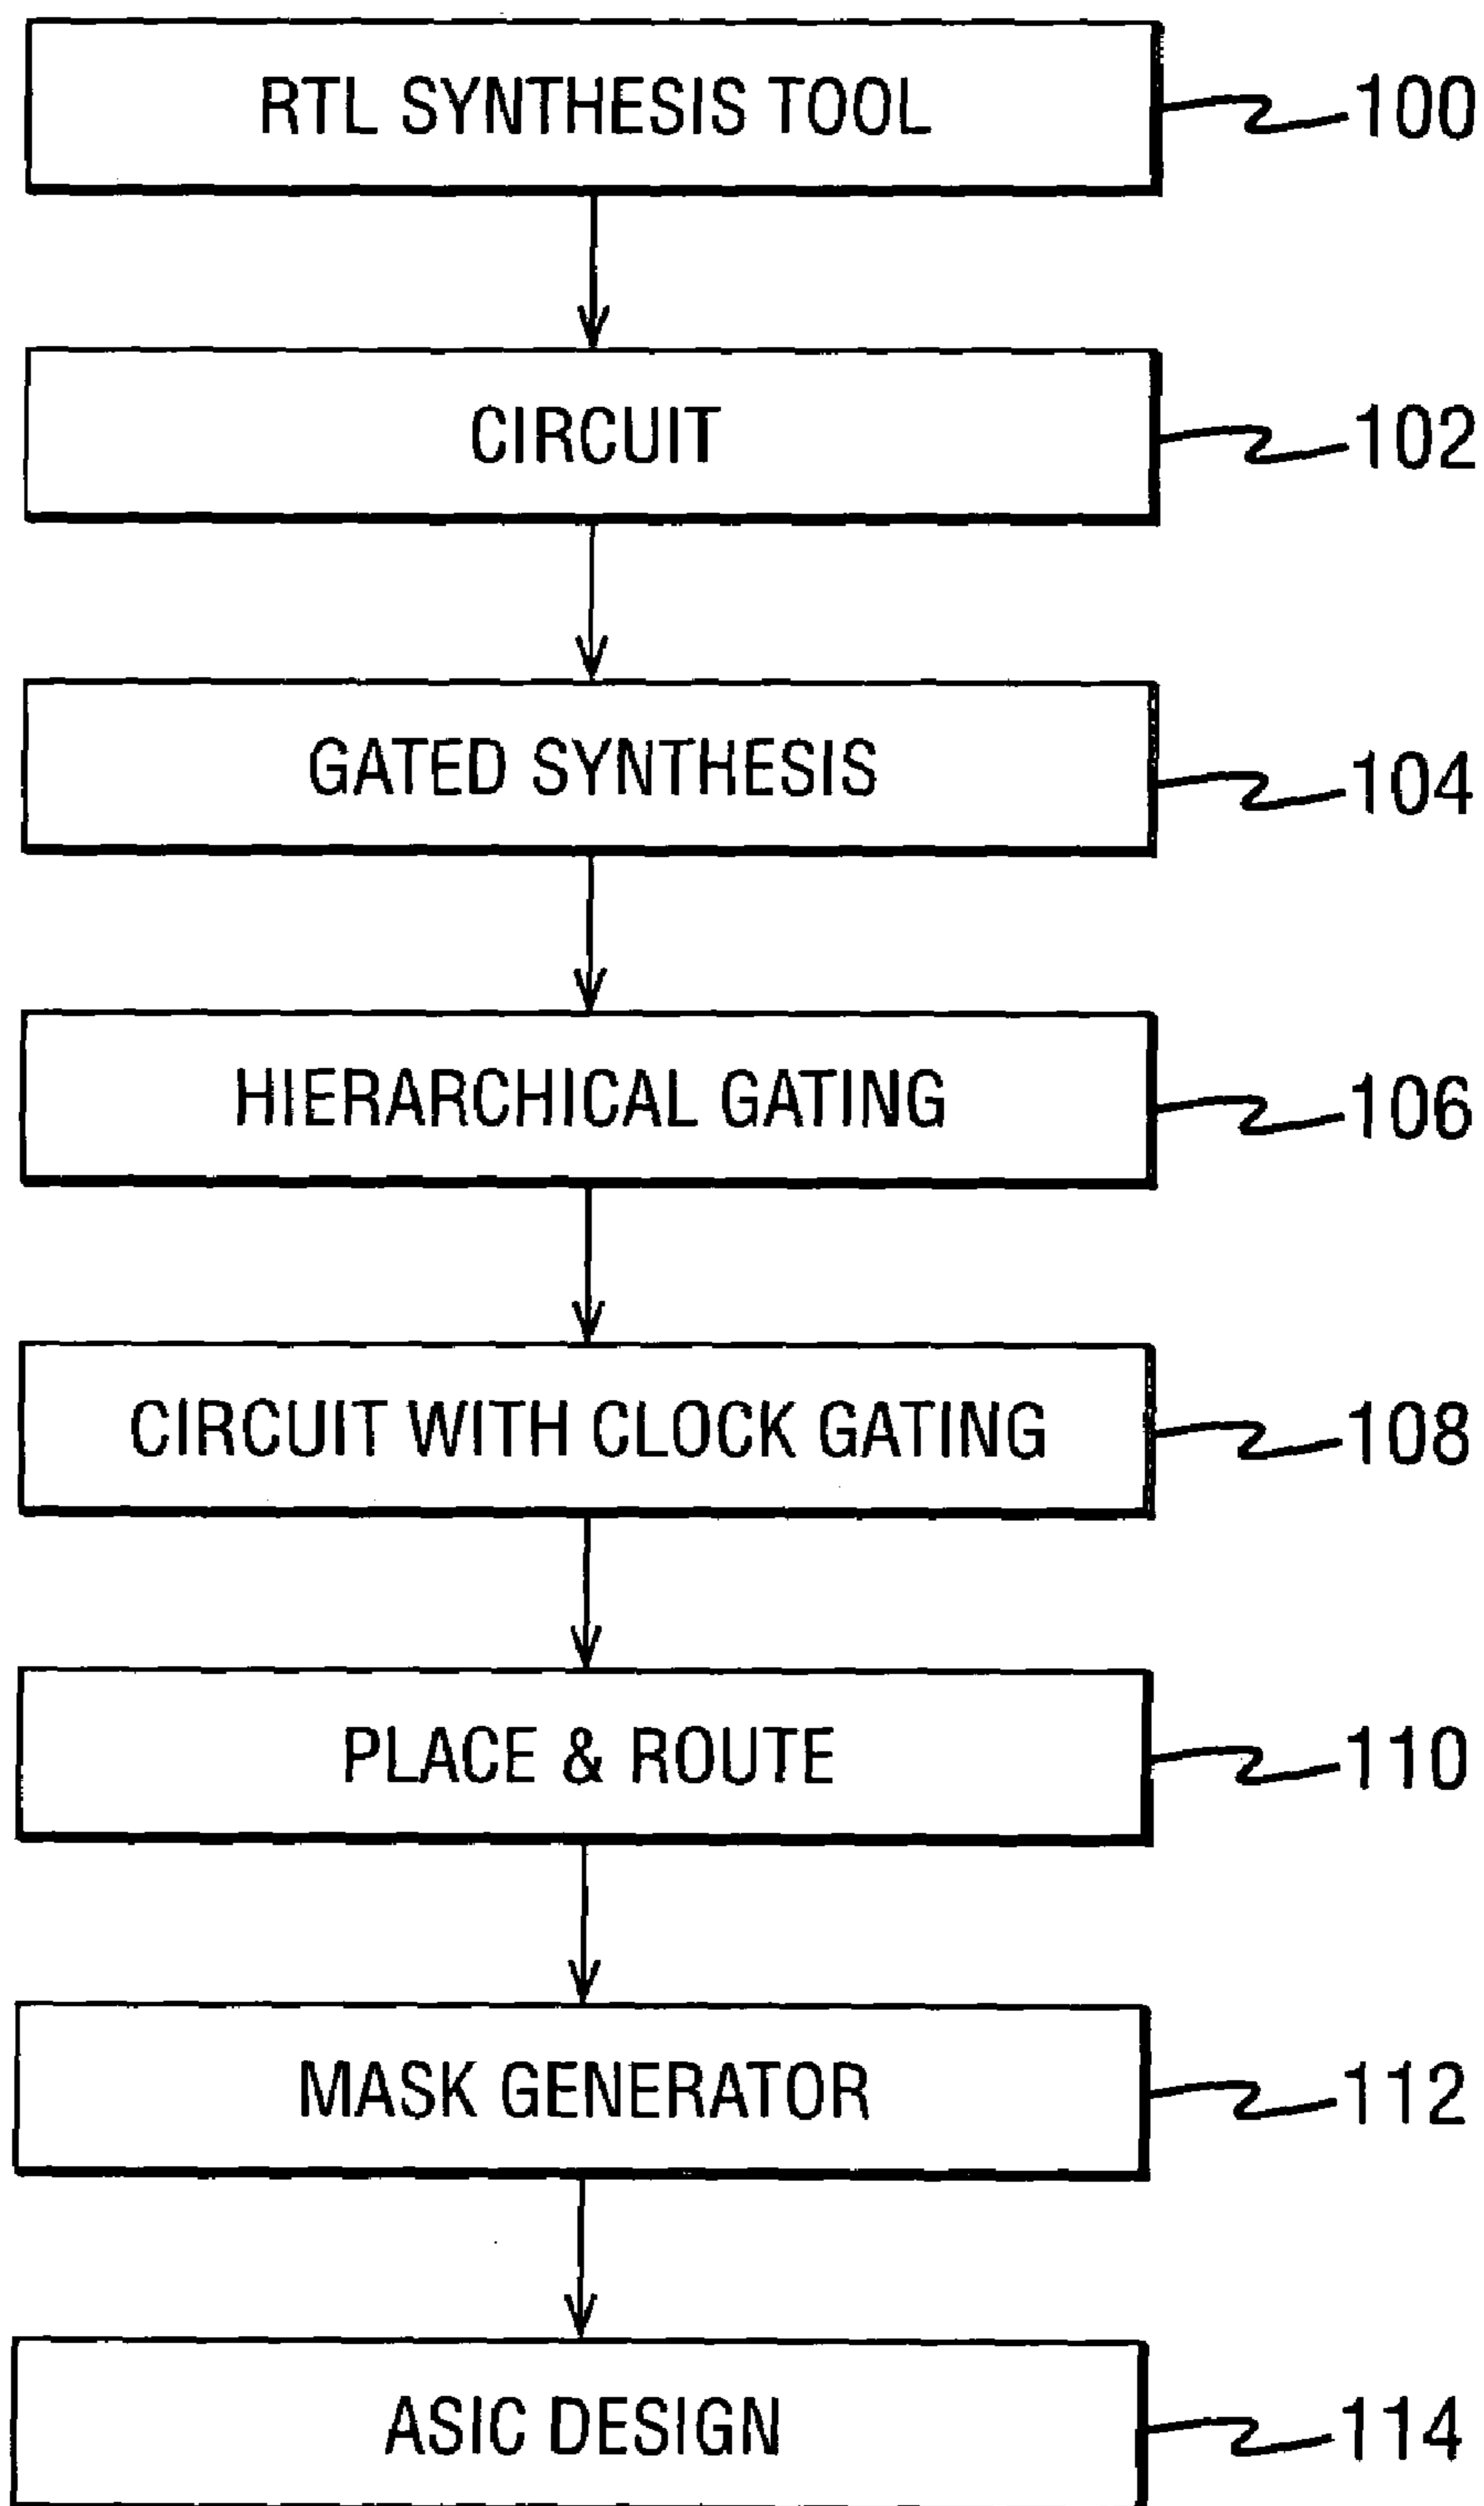 RTL SYNTHESIS TOOL
100
CIRCUIT
102
GATED SYNTHESIS
104
HIERARCHICAL GATING
106
CIRCUIT WITH CLOCK GATING
108
PLACE & ROUTE
110
MASK GENERATOR
112
ASIC DESIGN
114